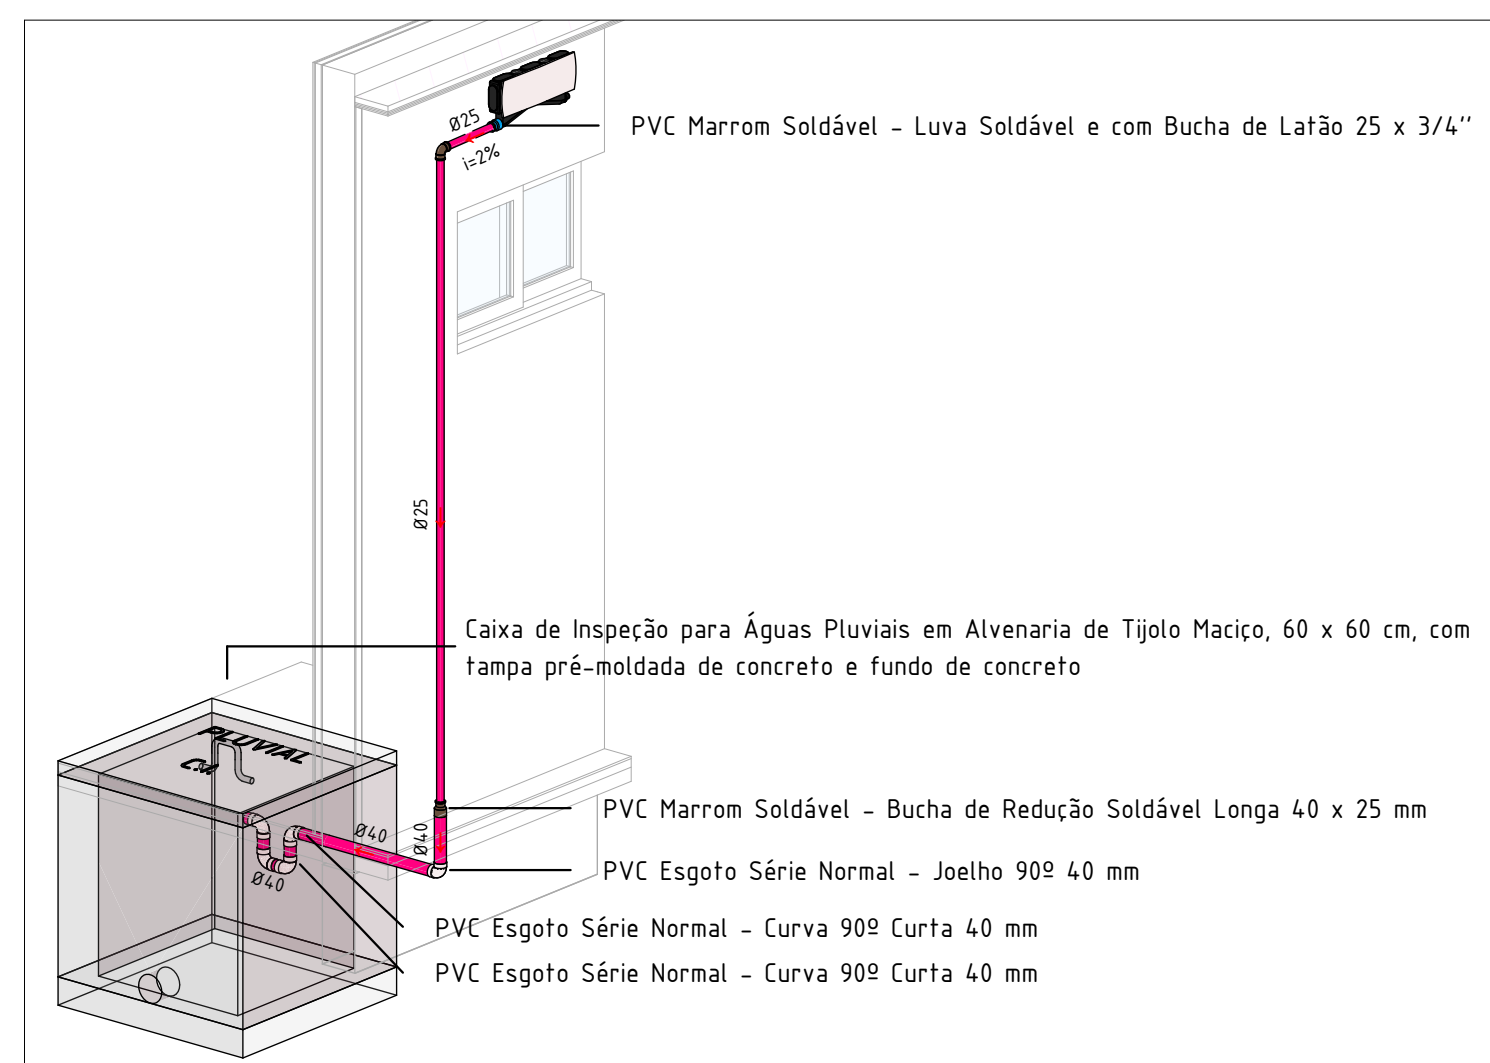 Ø25
PVC Marrom Soldável - Luva Soldável e com Bucha de Latão 25 x 3/4''
i=2%
Ø25
Caixa de Inspeção para Águas Pluviais em Alvenaria de Tijolo Maciço, 60 x 60 cm, com
tampa pré-moldada de concreto e fundo de concreto
PLUVIAL
PVC Marrom Soldável - Bucha de Redução Soldável Longa 40 x 25 mm
Ø40
Ø40
PVC Esgoto Série Normal - Joelho 90º 40 mm
Ø40
PVC Esgoto Série Normal - Curva 90º Curta 40 mm
PVC Esgoto Série Normal - Curva 90º Curta 40 mm